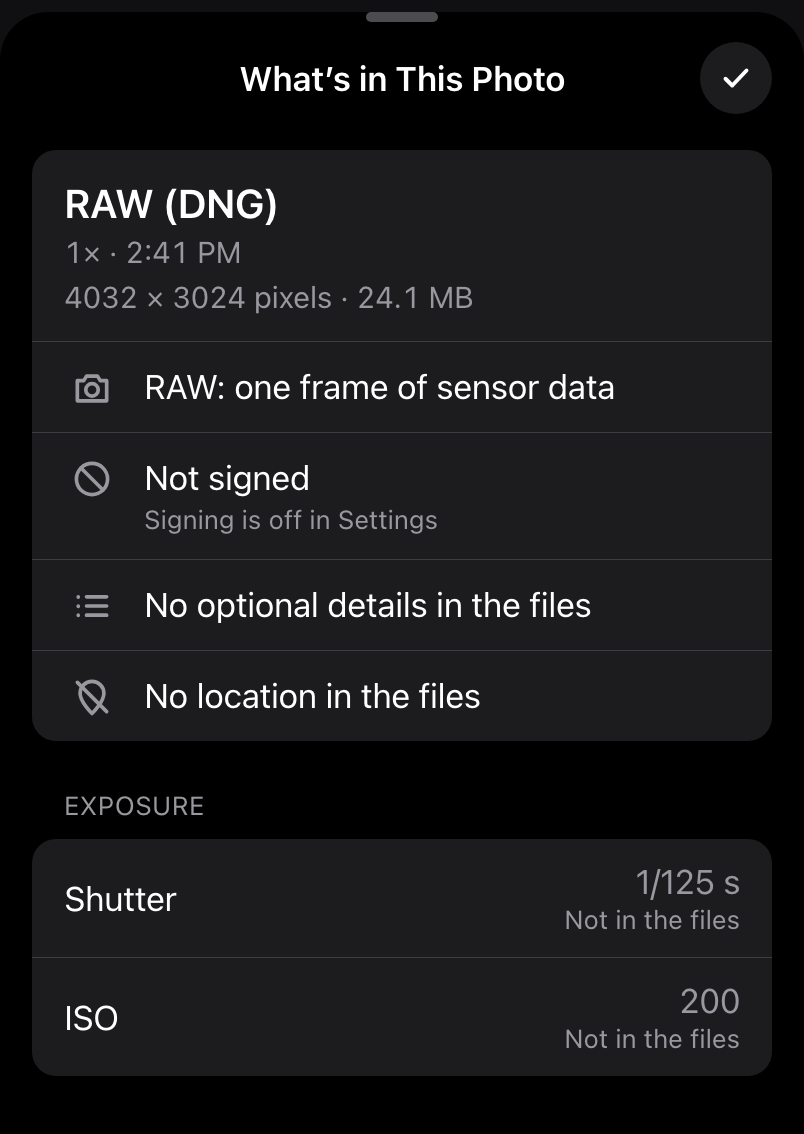 What’s in This Photo
RAW (DNG)
1× · 2:41 PM
4032 × 3024 pixels · 24.1 MB
RAW: one frame of sensor data
Not signed
Signing is off in Settings
No optional details in the files
No location in the files
EXPOSURE
Shutter
1/125 s
Not in the files
ISO
200
Not in the files